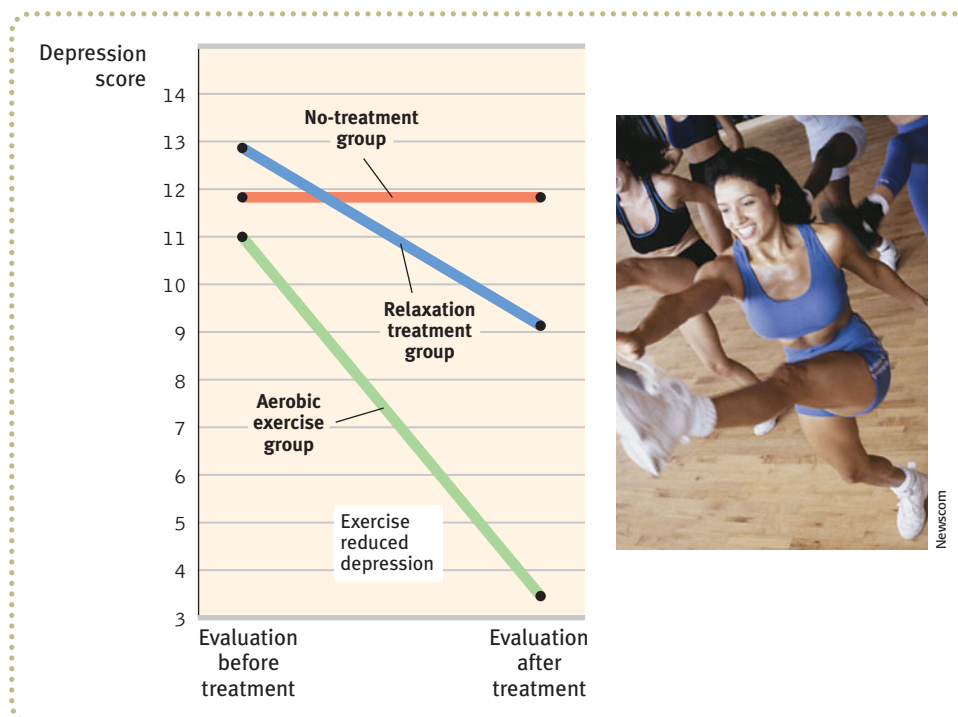 Depression
score
14
13
12
11
10
9
8
7
6
5
4
3
No-treatment
group
Relaxation
treatment
group
Aerobic
exercise
group
Exercise
reduced
depression
Evaluation
before
treatment
Evaluation
after
treatment
Newscom